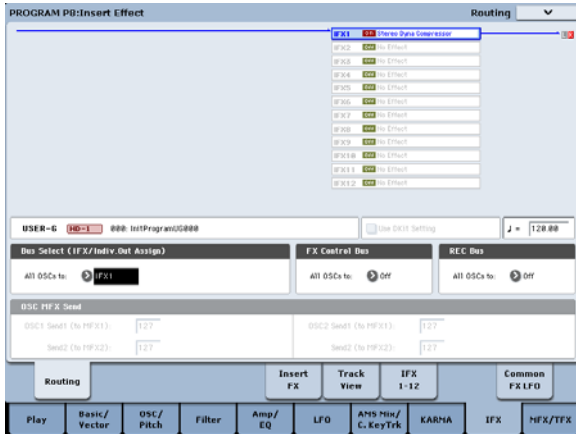 PROGRAM P8:Insert Effect Routing
IFX1 ON Stereo Dyna Compressor
IFX2 OFF No Effect
IFX3 OFF No Effect
IFX4 OFF No Effect
IFX5 OFF No Effect
IFX6 OFF No Effect
IFX7 OFF No Effect
IFX8 OFF No Effect
IFX9 OFF No Effect
IFX10 OFF No Effect
IFX11 OFF No Effect
IFX12 OFF No Effect
USER-G HD-1 000: InitProgramUG000 Use DKit Setting ♩ = 120.00
Bus Select (IFX/Indiv.Out Assign) FX Control Bus REC Bus
All OSCs to: IFX1 All OSCs to: Off All OSCs to: Off
OSC MFX Send
OSC1 Send1 (to MFX1): 127 OSC2 Send1 (to MFX1): 127
Send2 (to MFX2): 127 Send2 (to MFX2): 127
Routing Insert FX Track View IFX 1-12 Common FX LFO
Play Basic/Vector OSC/Pitch Filter Amp/EQ LFO AMS Mix/C.KeyTrk KARMA IFX MFX/TFX